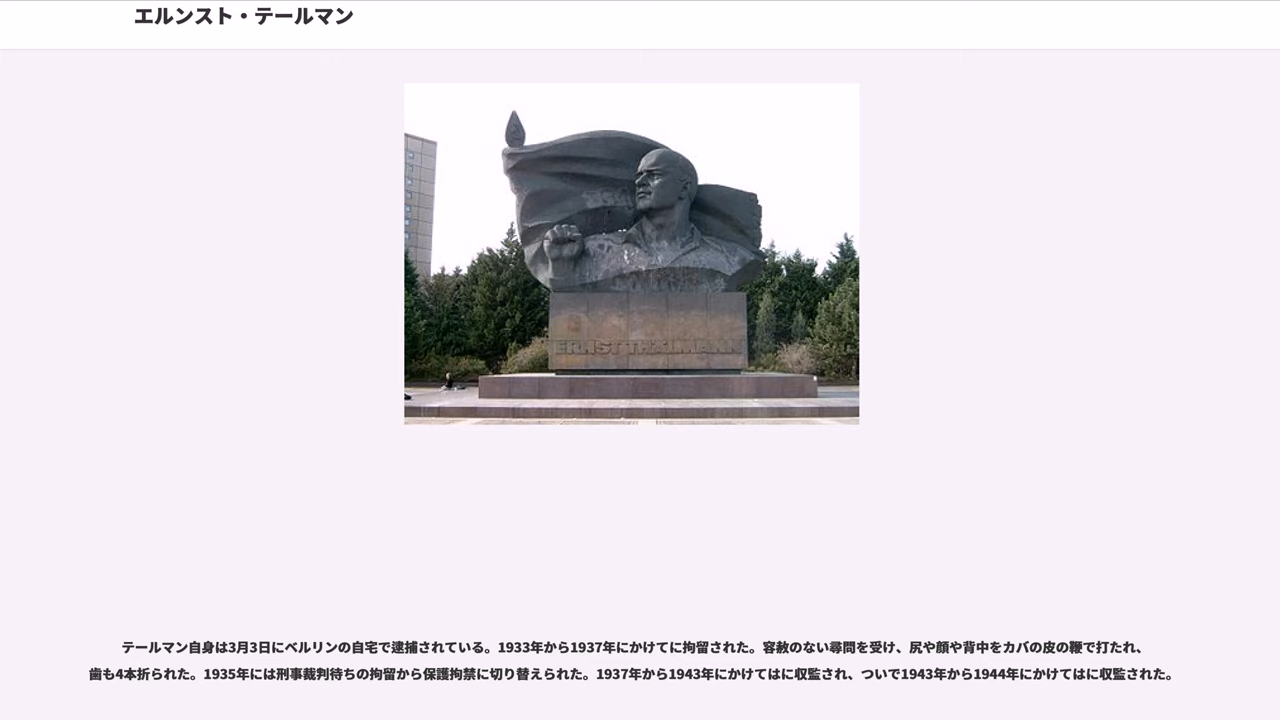 エルンスト・テールマン
ERNST THÄLMANN
テールマン自身は3月3日にベルリンの自宅で逮捕されている。1933年から1937年にかけてに拘留された。容赦のない尋問を受け、尻や顔や背中をカバの皮の鞭で打たれ、
歯も4本折られた。1935年には刑事裁判待ちの拘留から保護拘禁に切り替えられた。1937年から1943年にかけてはに収監され、ついで1943年から1944年にかけてはに収監された。